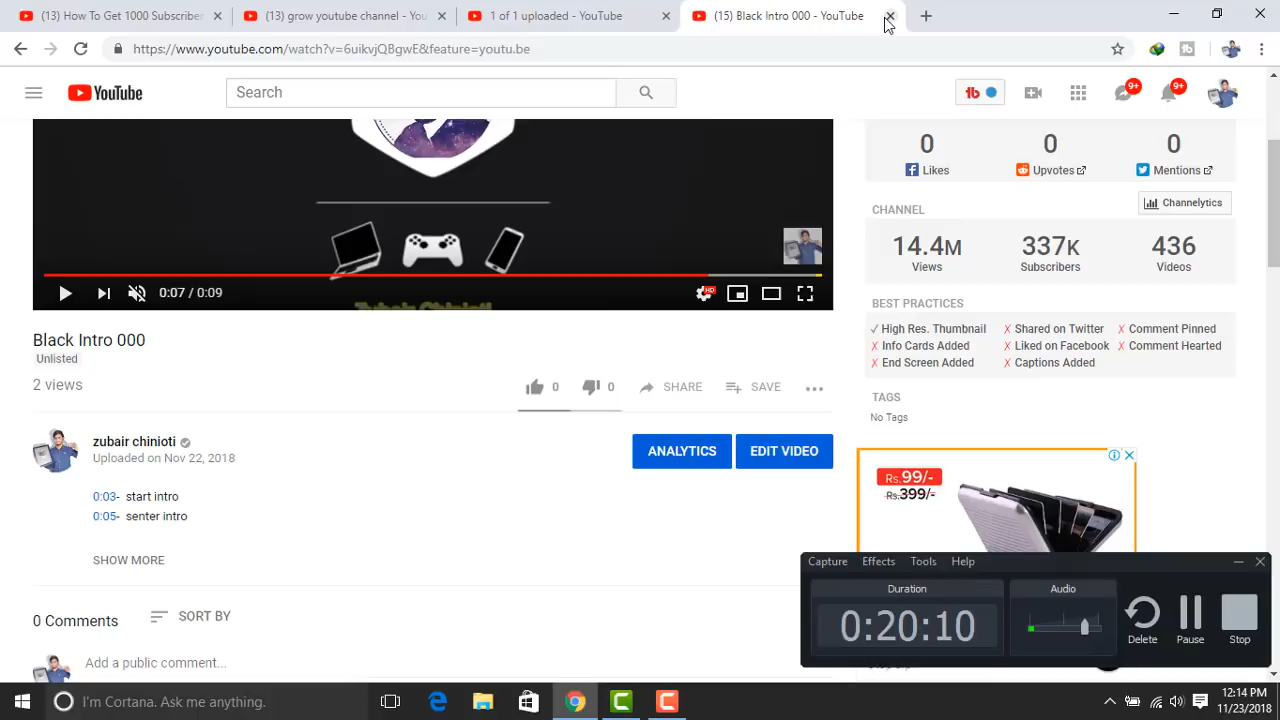 (13) How To Get 1000 Subscriber
(13) grow youtube channel - You
1 of 1 uploaded - YouTube
(15) Black Intro 000 - YouTube
https://www.youtube.com/watch?v=6uikvjQBgwE&feature=youtu.be
YouTube
Search
tb
9+
9+
0 0 0
Likes Upvotes Mentions
CHANNEL
Channelytics
14.4M 337K 436
Views Subscribers Videos
BEST PRACTICES
✓ High Res. Thumbnail X Shared on Twitter X Comment Pinned
X Info Cards Added X Liked on Facebook X Comment Hearted
X End Screen Added X Captions Added
TAGS
No Tags
0:07 / 0:09
HD
Black Intro 000
Unlisted
2 views
0 0 SHARE SAVE
zubair chinioti
Uploaded on Nov 22, 2018
ANALYTICS EDIT VIDEO
0:03- start intro
0:05- senter intro
SHOW MORE
0 Comments SORT BY
Add a public comment...
Rs.99/-
Rs.399/-
Capture Effects Tools Help
Duration
0:20:10
Audio
Delete Pause Stop
I'm Cortana. Ask me anything.
12:14 PM
11/23/2018